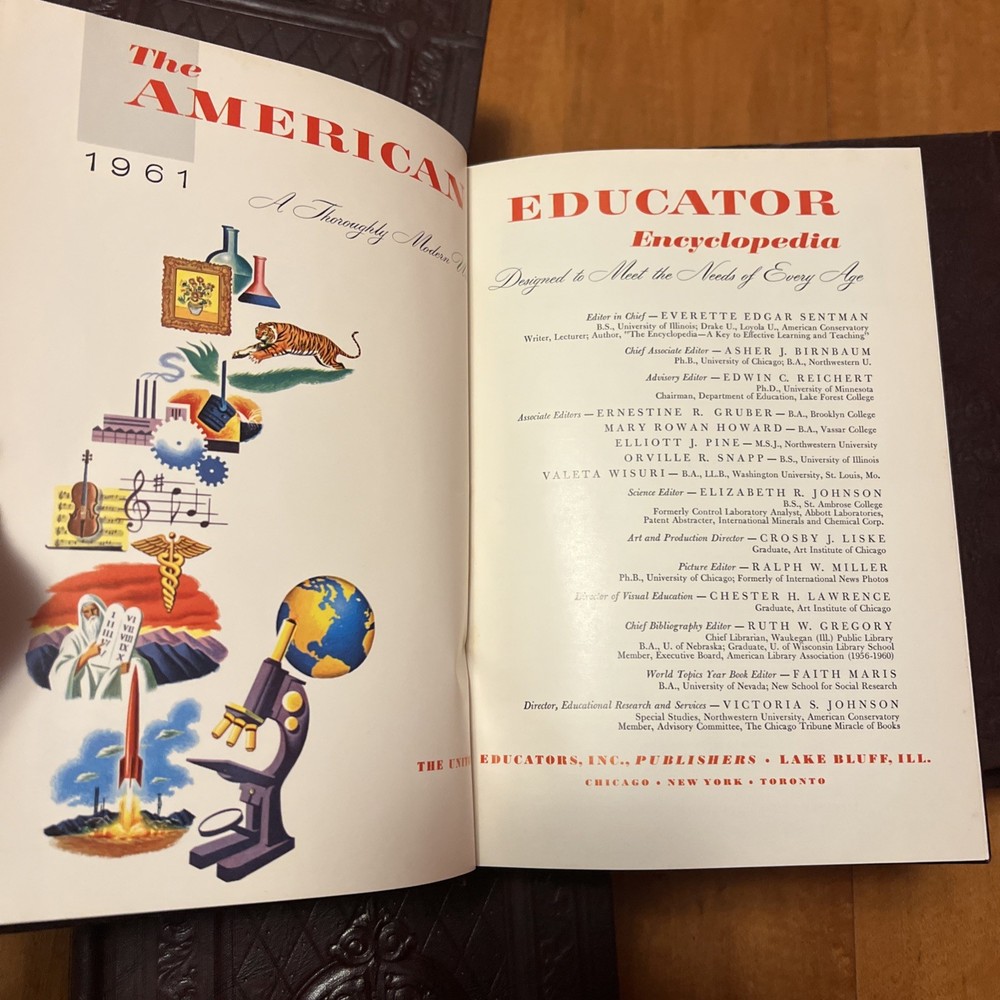 The
AMERICAN
1961
A Thoroughly Modern
EDUCATOR
Encyclopedia
Designed to Meet the Needs of Every Age
Editor in Chief — EVERETTE EDGAR SENTMAN
B.S., University of Illinois; Drake U., Loyola U., American Conservatory
Writer, Lecturer; Author, "The Encyclopedia—A Key to Effective Learning and Teaching"
Chief Associate Editor — ASHER J. BIRNBAUM
Ph.B., University of Chicago; B.A., Northwestern U.
Advisory Editor — EDWIN C. REICHERT
Ph.D., University of Minnesota
Chairman, Department of Education, Lake Forest College
Associate Editors — ERNESTINE R. GRUBER — B.A., Brooklyn College
MARY ROWAN HOWARD — B.A., Vassar College
ELLIOTT J. PINE — M.S.J., Northwestern University
ORVILLE R. SNAPP — B.S., University of Illinois
VALETA WISURI — B.A., LL.B., Washington University, St. Louis, Mo.
Science Editor — ELIZABETH R. JOHNSON
B.S., St. Ambrose College
Formerly Control Laboratory Analyst, Abbott Laboratories,
Patent Abstracter, International Minerals and Chemical Corp.
Art and Production Director — CROSBY J. LISKE
Graduate, Art Institute of Chicago
Picture Editor — RALPH W. MILLER
Ph.B., University of Chicago; Formerly of International News Photos
Director of Visual Education — CHESTER H. LAWRENCE
Graduate, Art Institute of Chicago
Chief Bibliography Editor — RUTH W. GREGORY
Chief Librarian, Waukegan (Ill.) Public Library
B.A., U. of Nebraska; Graduate, U. of Wisconsin Library School
Member, Executive Board, American Library Association (1956-1960)
World Topics Year Book Editor — FAITH MARIS
B.A., University of Nevada; New School for Social Research
Director, Educational Research and Services — VICTORIA S. JOHNSON
Special Studies, Northwestern University, American Conservatory
Member, Advisory Committee, The Chicago Tribune Miracle of Books
I VI
II VII
III VIII
IV IX
V X
THE EDUCATORS, INC., PUBLISHERS • LAKE BLUFF, ILL.
CHICAGO • NEW YORK • TORONTO